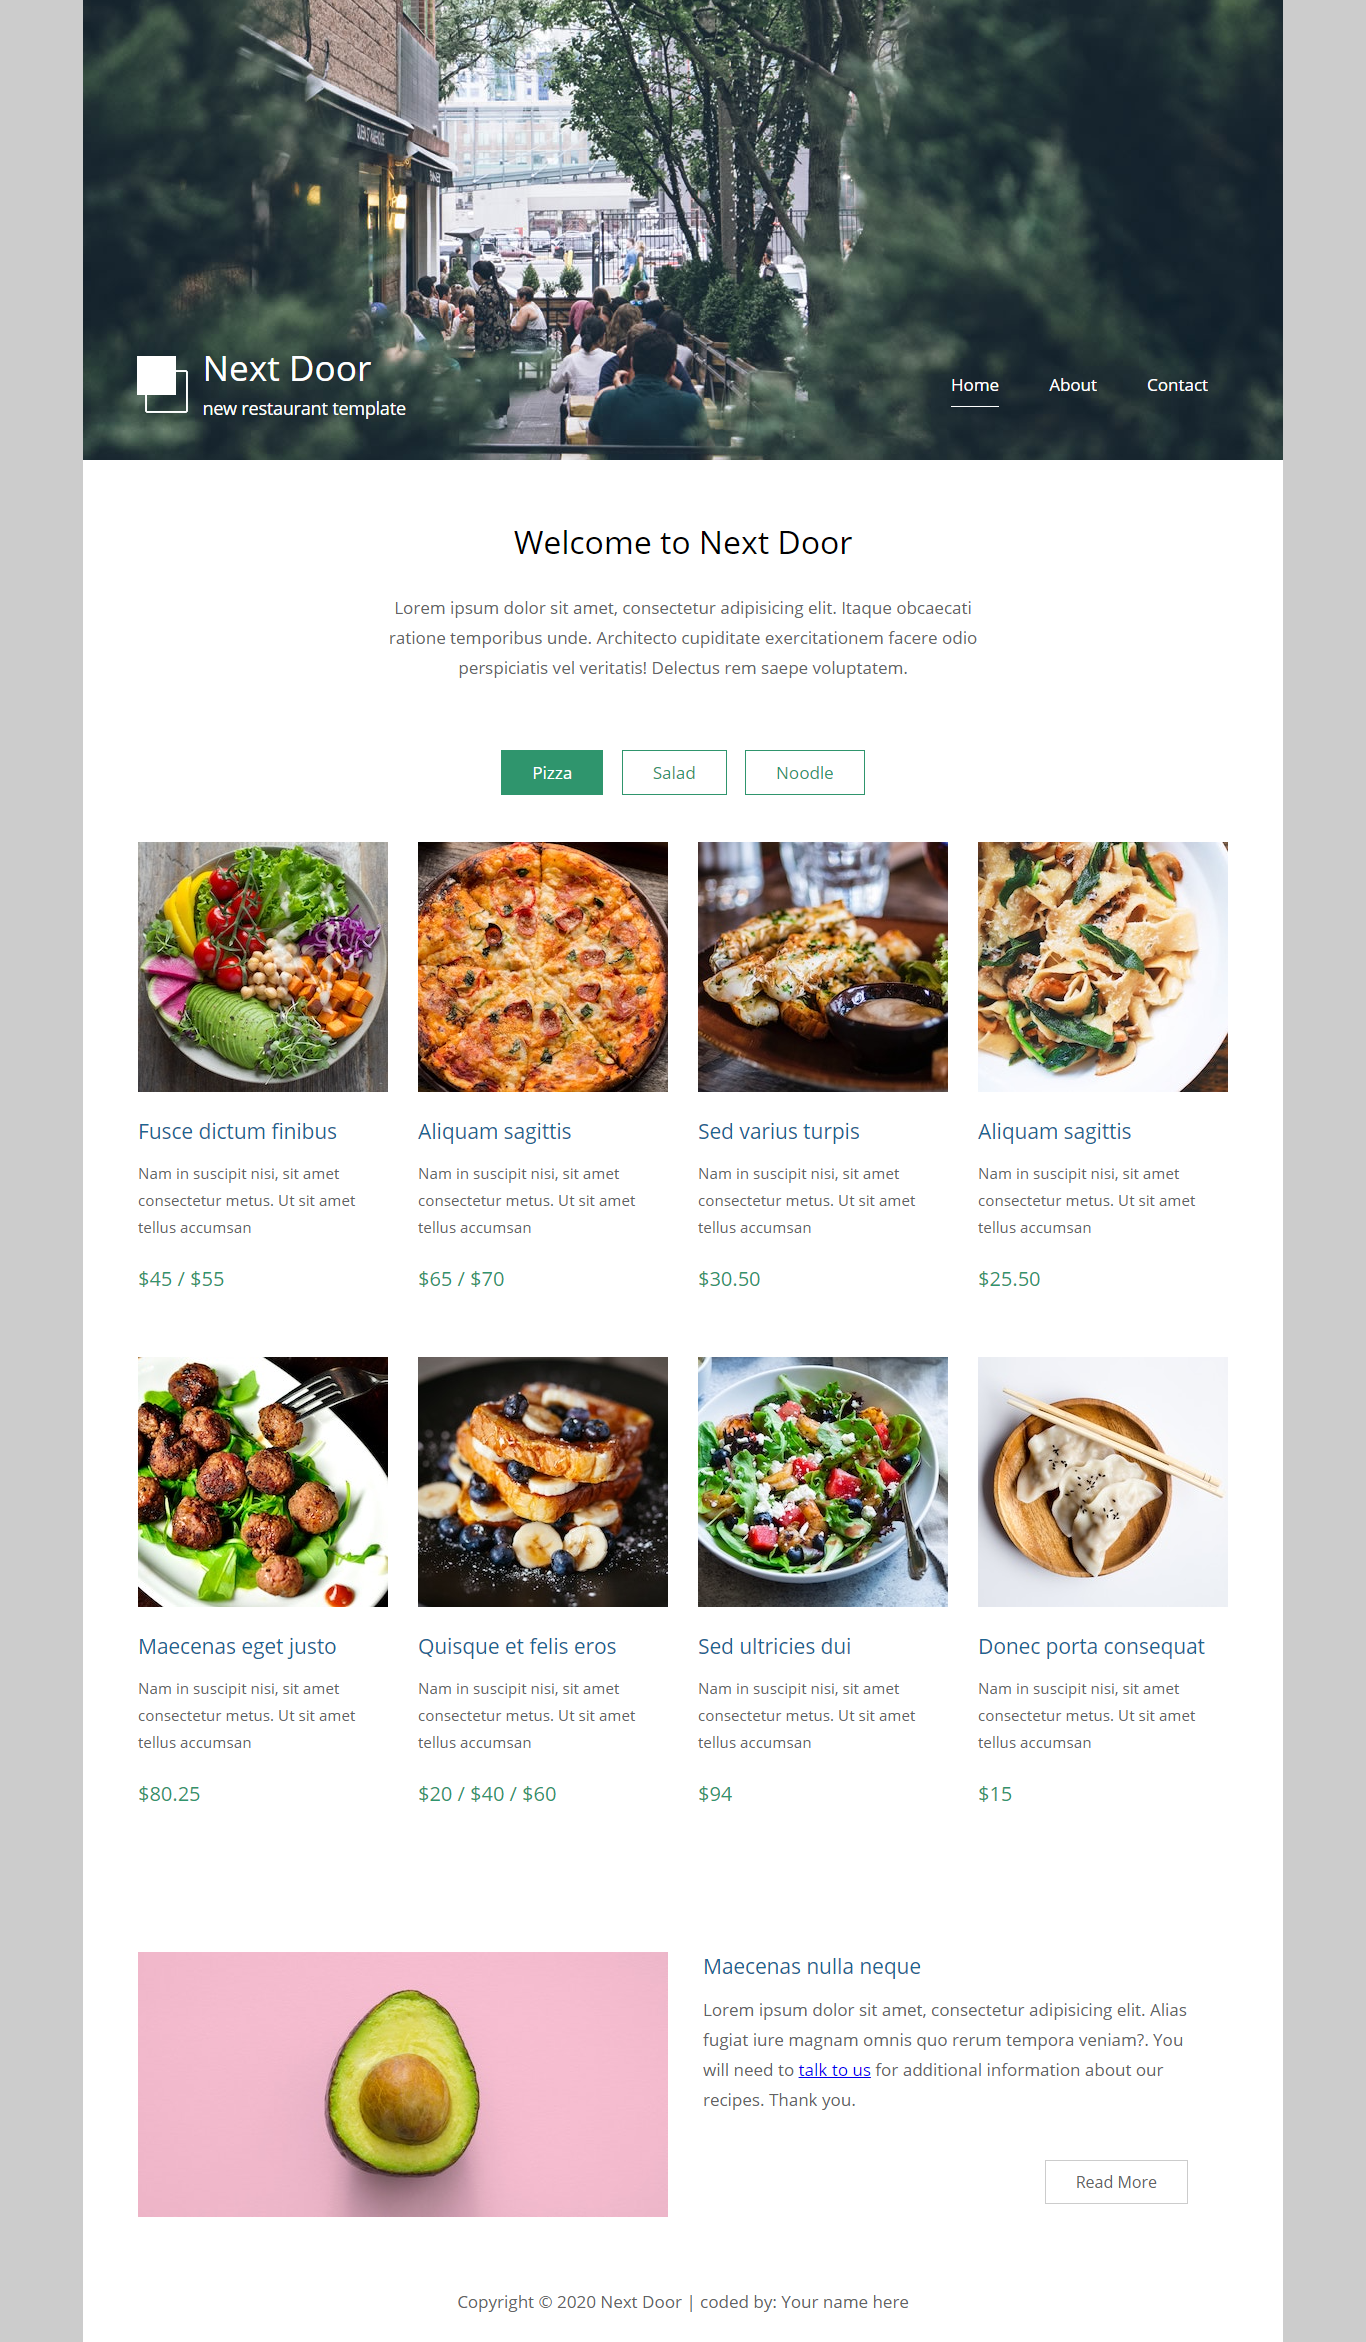 QUEEN ST WAREHOUSE
Next Door
new restaurant template
Home About Contact
Welcome to Next Door
Lorem ipsum dolor sit amet, consectetur adipisicing elit. Itaque obcaecati
ratione temporibus unde. Architecto cupiditate exercitationem facere odio
perspiciatis vel veritatis! Delectus rem saepe voluptatem.
Pizza Salad Noodle
Fusce dictum finibus
Nam in suscipit nisi, sit amet
consectetur metus. Ut sit amet
tellus accumsan
$45 / $55
Aliquam sagittis
Nam in suscipit nisi, sit amet
consectetur metus. Ut sit amet
tellus accumsan
$65 / $70
Sed varius turpis
Nam in suscipit nisi, sit amet
consectetur metus. Ut sit amet
tellus accumsan
$30.50
Aliquam sagittis
Nam in suscipit nisi, sit amet
consectetur metus. Ut sit amet
tellus accumsan
$25.50
Maecenas eget justo
Nam in suscipit nisi, sit amet
consectetur metus. Ut sit amet
tellus accumsan
$80.25
Quisque et felis eros
Nam in suscipit nisi, sit amet
consectetur metus. Ut sit amet
tellus accumsan
$20 / $40 / $60
Sed ultricies dui
Nam in suscipit nisi, sit amet
consectetur metus. Ut sit amet
tellus accumsan
$94
Donec porta consequat
Nam in suscipit nisi, sit amet
consectetur metus. Ut sit amet
tellus accumsan
$15
Maecenas nulla neque
Lorem ipsum dolor sit amet, consectetur adipisicing elit. Alias
fugiat iure magnam omnis quo rerum tempora veniam?. You
will need to talk to us for additional information about our
recipes. Thank you.
Read More
Copyright © 2020 Next Door | coded by: Your name here